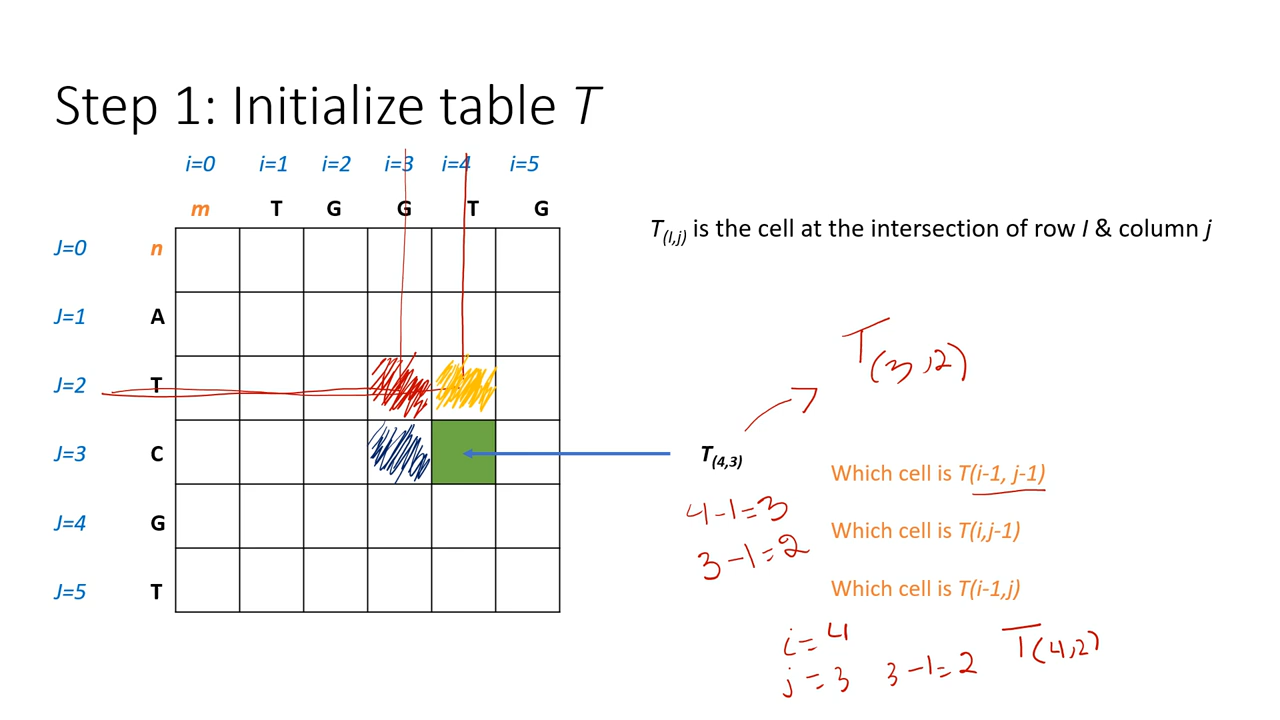 Step 1: Initialize table T
i=0 i=1 i=2 i=3 i=4 i=5
m T G G T G
J=0 n
J=1 A
J=2 T
J=3 C
J=4 G
J=5 T
T(I,j) is the cell at the intersection of row I & column j
T(3,2)
T(4,3)
Which cell is T(i-1, j-1)
4-1=3
Which cell is T(i,j-1)
3-1=2
Which cell is T(i-1,j)
i=4
j=3 3-1=2 T(4,2)